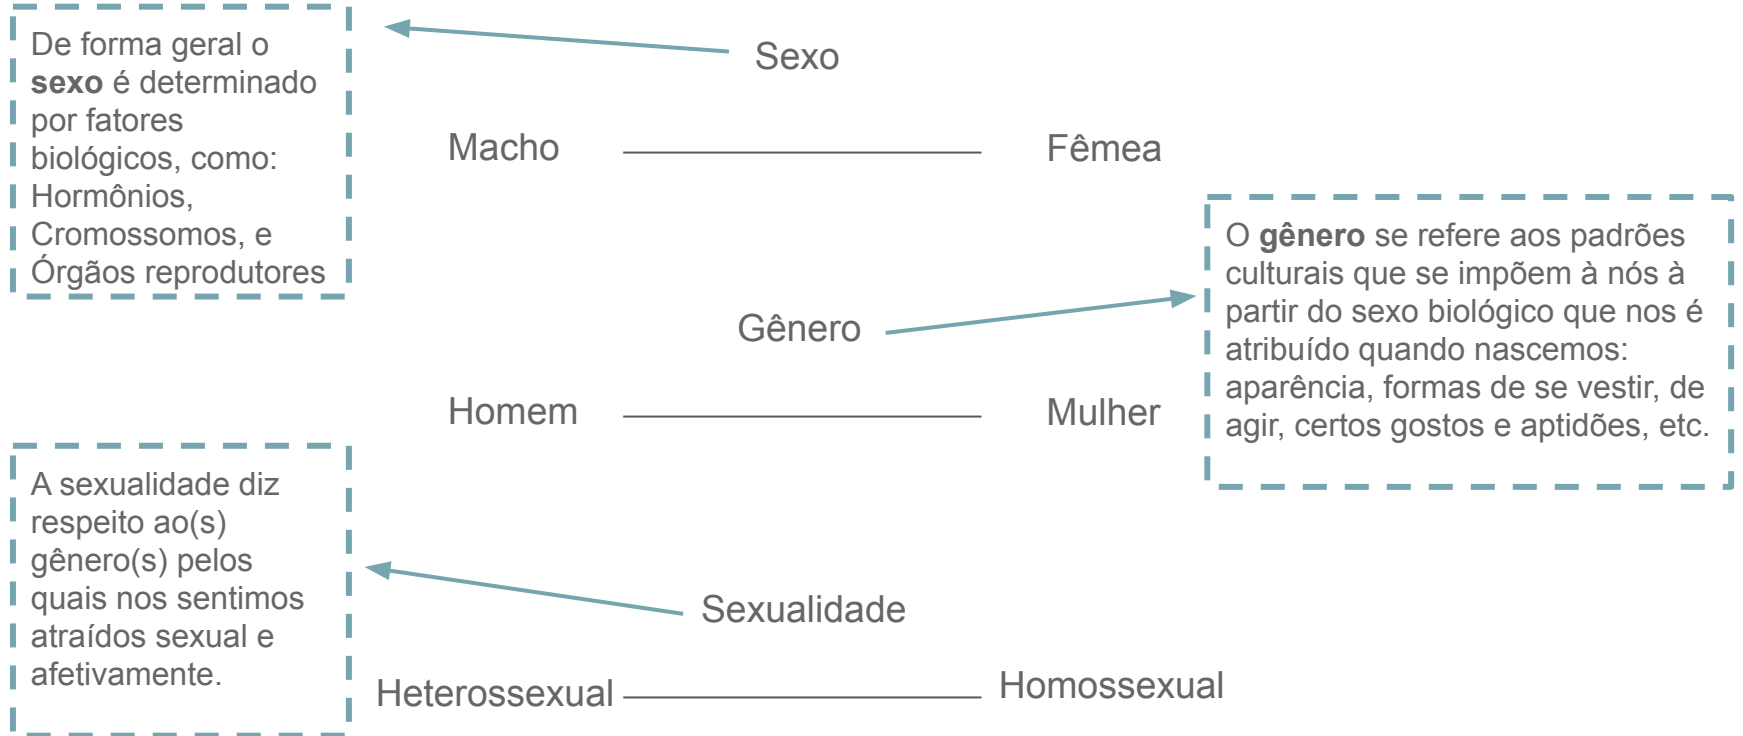 De forma geral o
sexo é determinado
por fatores
biológicos, como:
Hormônios,
Cromossomos, e
Órgãos reprodutores
Sexo
Macho
Fêmea
O gênero se refere aos padrões
culturais que se impõem à nós à
partir do sexo biológico que nos é
atribuído quando nascemos:
aparência, formas de se vestir, de
agir, certos gostos e aptidões, etc.
Gênero
Homem
Mulher
A sexualidade diz
respeito ao(s)
gênero(s) pelos
quais nos sentimos
atraídos sexual e
afetivamente.
Sexualidade
Heterossexual
Homossexual